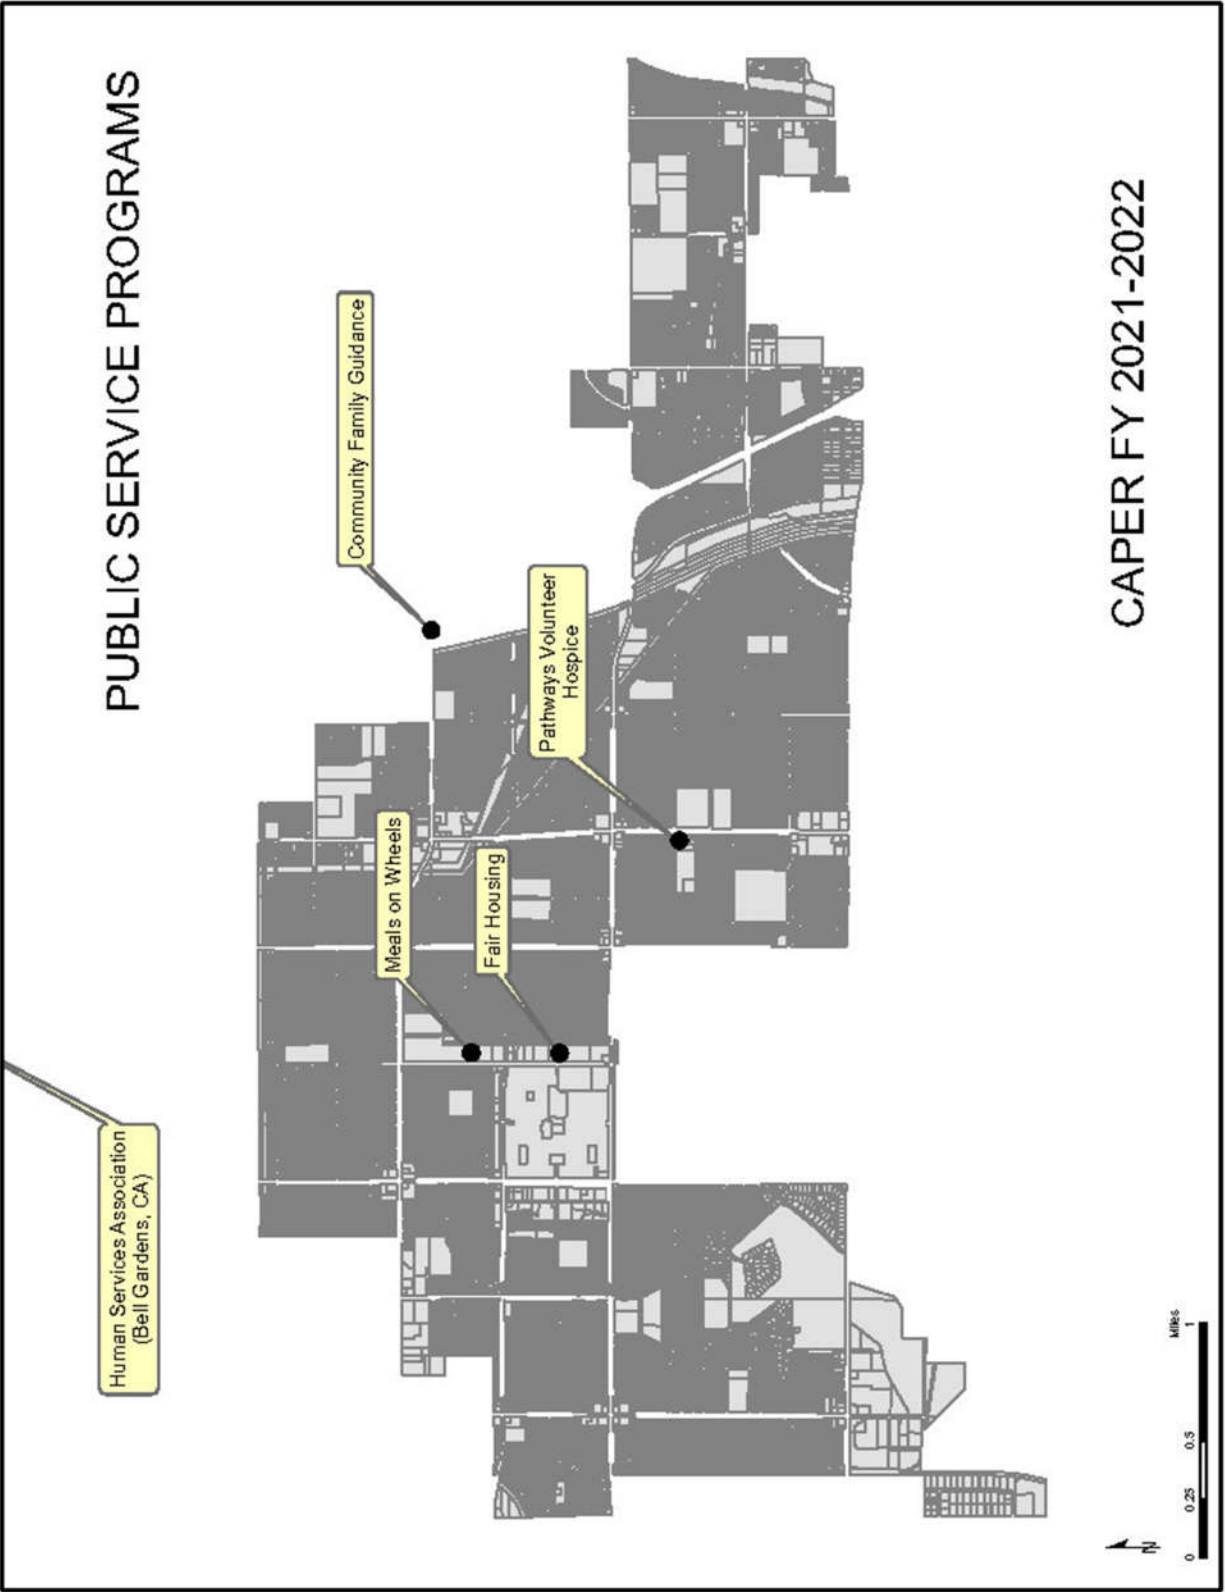 PUBLIC SERVICE PROGRAMS
Human Services Association
(Bell Gardens, CA)
Community Family Guidance
Meals on Wheels
Fair Housing
Pathways Volunteer
Hospice
CAPER FY 2021-2022
N
Miles
0 0.25 0.5 1